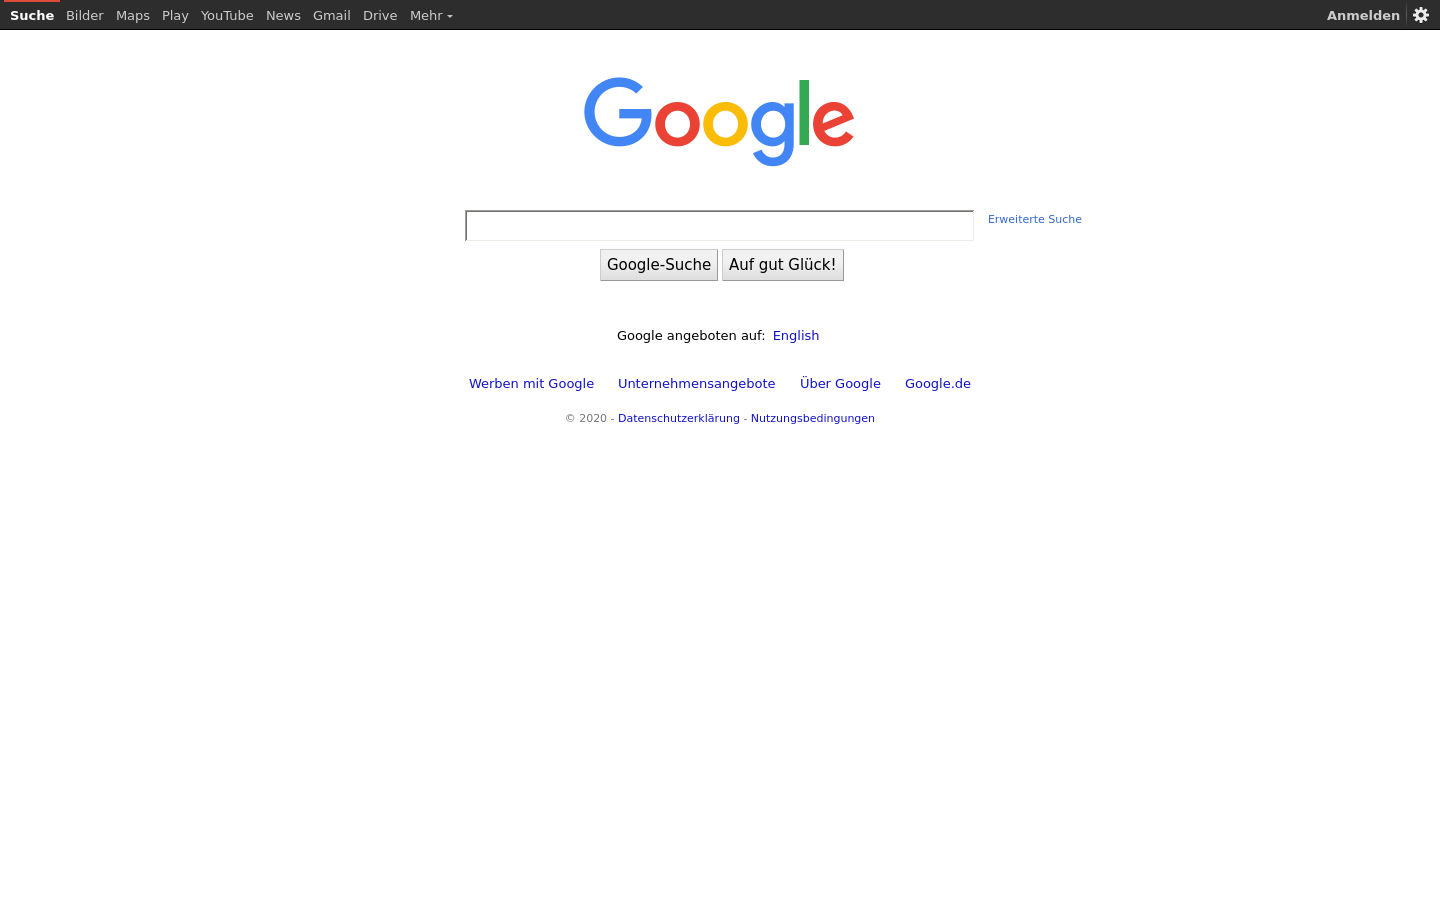 Suche Bilder Maps Play YouTube News Gmail Drive Mehr Anmelden
Google
Erweiterte Suche
Google-Suche Auf gut Glück!
Google angeboten auf: English
Werben mit Google Unternehmensangebote Über Google Google.de
© 2020 - Datenschutzerklärung - Nutzungsbedingungen